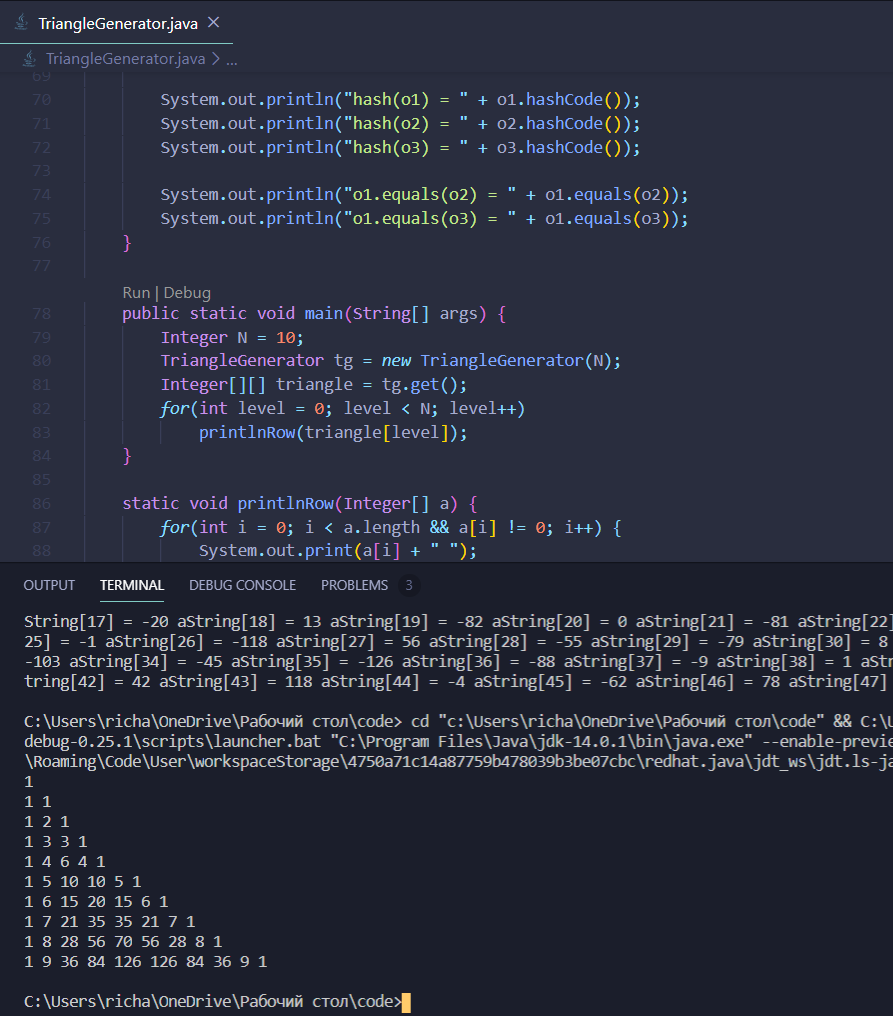 TriangleGenerator.java
TriangleGenerator.java > ...
69
70 System.out.println("hash(o1) = " + o1.hashCode());
71 System.out.println("hash(o2) = " + o2.hashCode());
72 System.out.println("hash(o3) = " + o3.hashCode());
73
74 System.out.println("o1.equals(o2) = " + o1.equals(o2));
75 System.out.println("o1.equals(o3) = " + o1.equals(o3));
76 }
77
Run | Debug
78 public static void main(String[] args) {
79 Integer N = 10;
80 TriangleGenerator tg = new TriangleGenerator(N);
81 Integer[][] triangle = tg.get();
82 for(int level = 0; level < N; level++)
83 printlnRow(triangle[level]);
84 }
85
86 static void printlnRow(Integer[] a) {
87 for(int i = 0; i < a.length && a[i] != 0; i++) {
88 System.out.print(a[i] + " ");
OUTPUT TERMINAL DEBUG CONSOLE PROBLEMS 3
String[17] = -20 aString[18] = 13 aString[19] = -82 aString[20] = 0 aString[21] = -81 aString[22]
25] = -1 aString[26] = -118 aString[27] = 56 aString[28] = -55 aString[29] = -79 aString[30] = 8
-103 aString[34] = -45 aString[35] = -126 aString[36] = -88 aString[37] = -9 aString[38] = 1 aStr
tring[42] = 42 aString[43] = 118 aString[44] = -4 aString[45] = -62 aString[46] = 78 aString[47]
C:\Users\richa\OneDrive\Рабочий стол\code> cd "c:\Users\richa\OneDrive\Рабочий стол\code" && C:\U
debug-0.25.1\scripts\launcher.bat "C:\Program Files\Java\jdk-14.0.1\bin\java.exe" --enable-previe
\Roaming\Code\User\workspaceStorage\4750a71c14a87759b478039b3be07cbc\redhat.java\jdt_ws\jdt.ls-ja
1
1 1
1 2 1
1 3 3 1
1 4 6 4 1
1 5 10 10 5 1
1 6 15 20 15 6 1
1 7 21 35 35 21 7 1
1 8 28 56 70 56 28 8 1
1 9 36 84 126 126 84 36 9 1
C:\Users\richa\OneDrive\Рабочий стол\code>